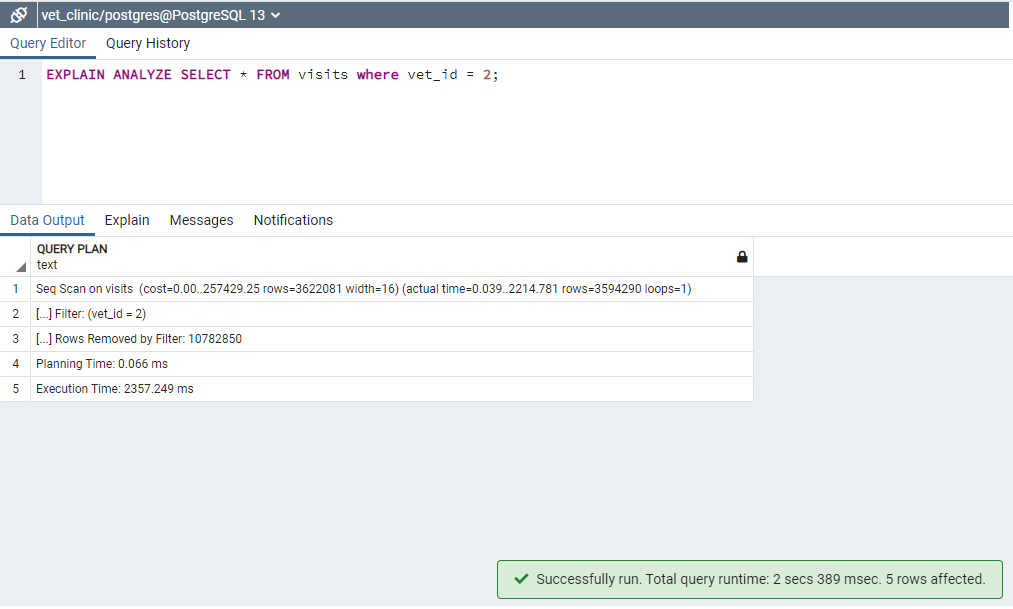 vet_clinic/postgres@PostgreSQL 13
Query Editor Query History
1 EXPLAIN ANALYZE SELECT * FROM visits where vet_id = 2;
Data Output Explain Messages Notifications
QUERY PLAN
text
1 Seq Scan on visits (cost=0.00..257429.25 rows=3622081 width=16) (actual time=0.039..2214.781 rows=3594290 loops=1)
2 [...] Filter: (vet_id = 2)
3 [...] Rows Removed by Filter: 10782850
4 Planning Time: 0.066 ms
5 Execution Time: 2357.249 ms
Successfully run. Total query runtime: 2 secs 389 msec. 5 rows affected.